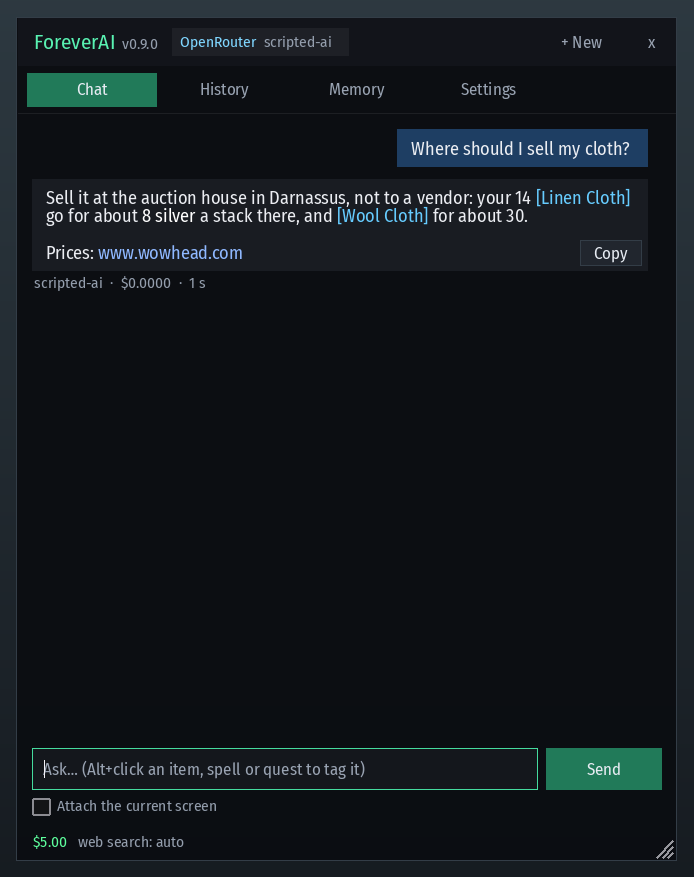 ForeverAI v0.9.0 OpenRouter scripted-ai + New x
Chat History Memory Settings
Where should I sell my cloth?
Sell it at the auction house in Darnassus, not to a vendor: your 14 [Linen Cloth]
go for about 8 silver a stack there, and [Wool Cloth] for about 30.
Prices: www.wowhead.com
Copy
scripted-ai · $0.0000 · 1 s
Ask... (Alt+click an item, spell or quest to tag it)
Send
Attach the current screen
$5.00 web search: auto